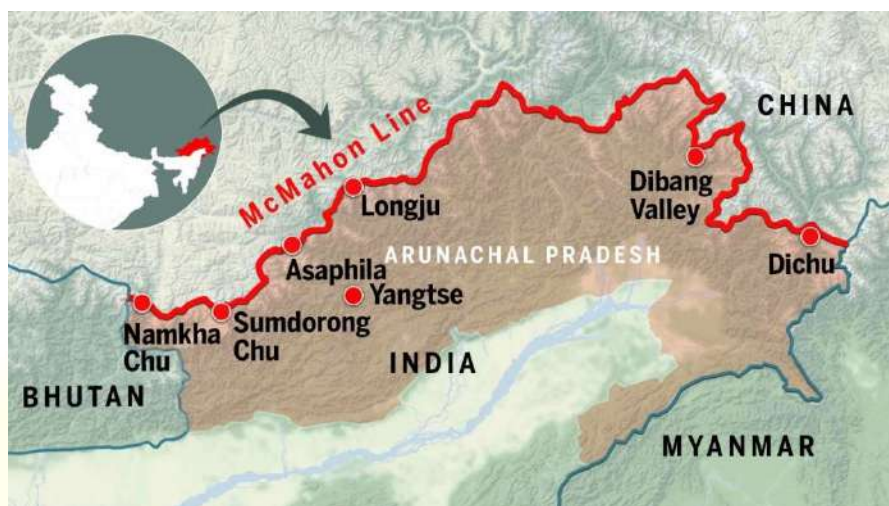 McMahon Line
CHINA
Longju
Dibang
Valley
Asaphila
ARUNACHAL PRADESH
Dichu
Yangtse
Namkha
Chu
Sumdorong
Chu
INDIA
BHUTAN
MYANMAR